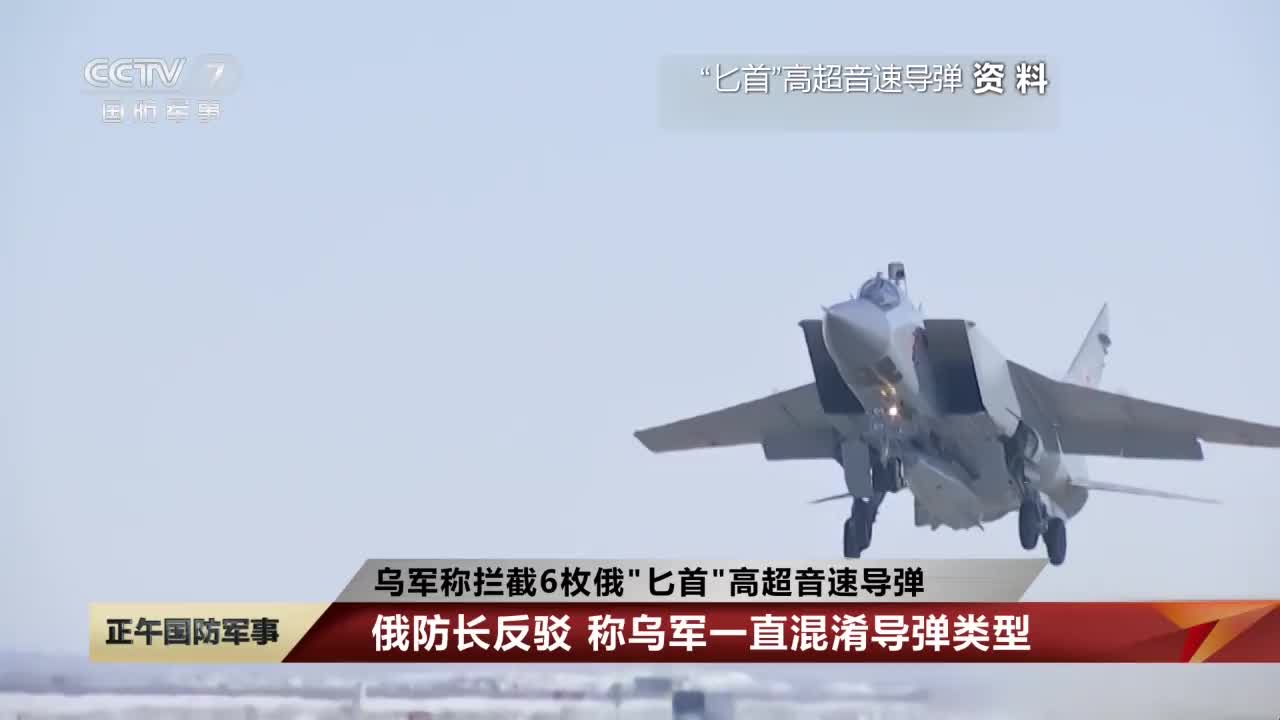 CCTV 7
国防军事
“匕首”高超音速导弹 资料
乌军称拦截6枚俄"匕首"高超音速导弹
正午国防军事
俄防长反驳 称乌军一直混淆导弹类型